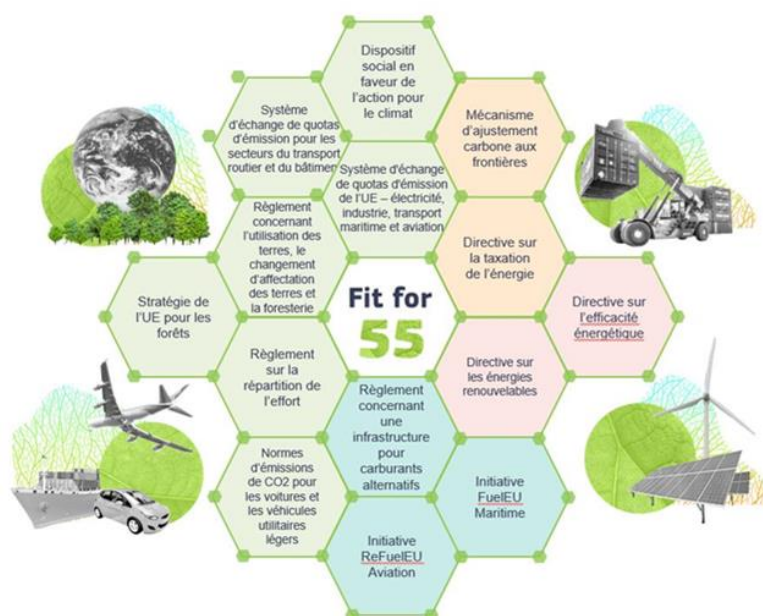 Dispositif
social en
faveur de
l'action pour
le climat
Système
d'échange de quotas
d'émission pour les
secteurs du transport
routier et du bâtiment
Mécanisme
d'ajustement
carbone aux
frontières
Système d'échange
de quotas d'émission
de l'UE – électricité,
industrie, transport
maritime et aviation
Règlement concernant
l'utilisation des
terres, le
changement
d'affectation
des terres et
la foresterie
Directive sur
la taxation
de l'énergie
Stratégie de
l'UE pour les
forêts
Fit for
55
Directive sur
l'efficacité
énergétique
Règlement
sur la
répartition de
l'effort
Directive sur
les énergies
renouvelables
Règlement
concernant
une
infrastructure
pour
carburants
alternatifs
Normes
d'émissions
de CO2 pour
les voitures et
les véhicules
utilitaires
légers
Initiative
FuelEU
Maritime
Initiative
ReFuelEU
Aviation